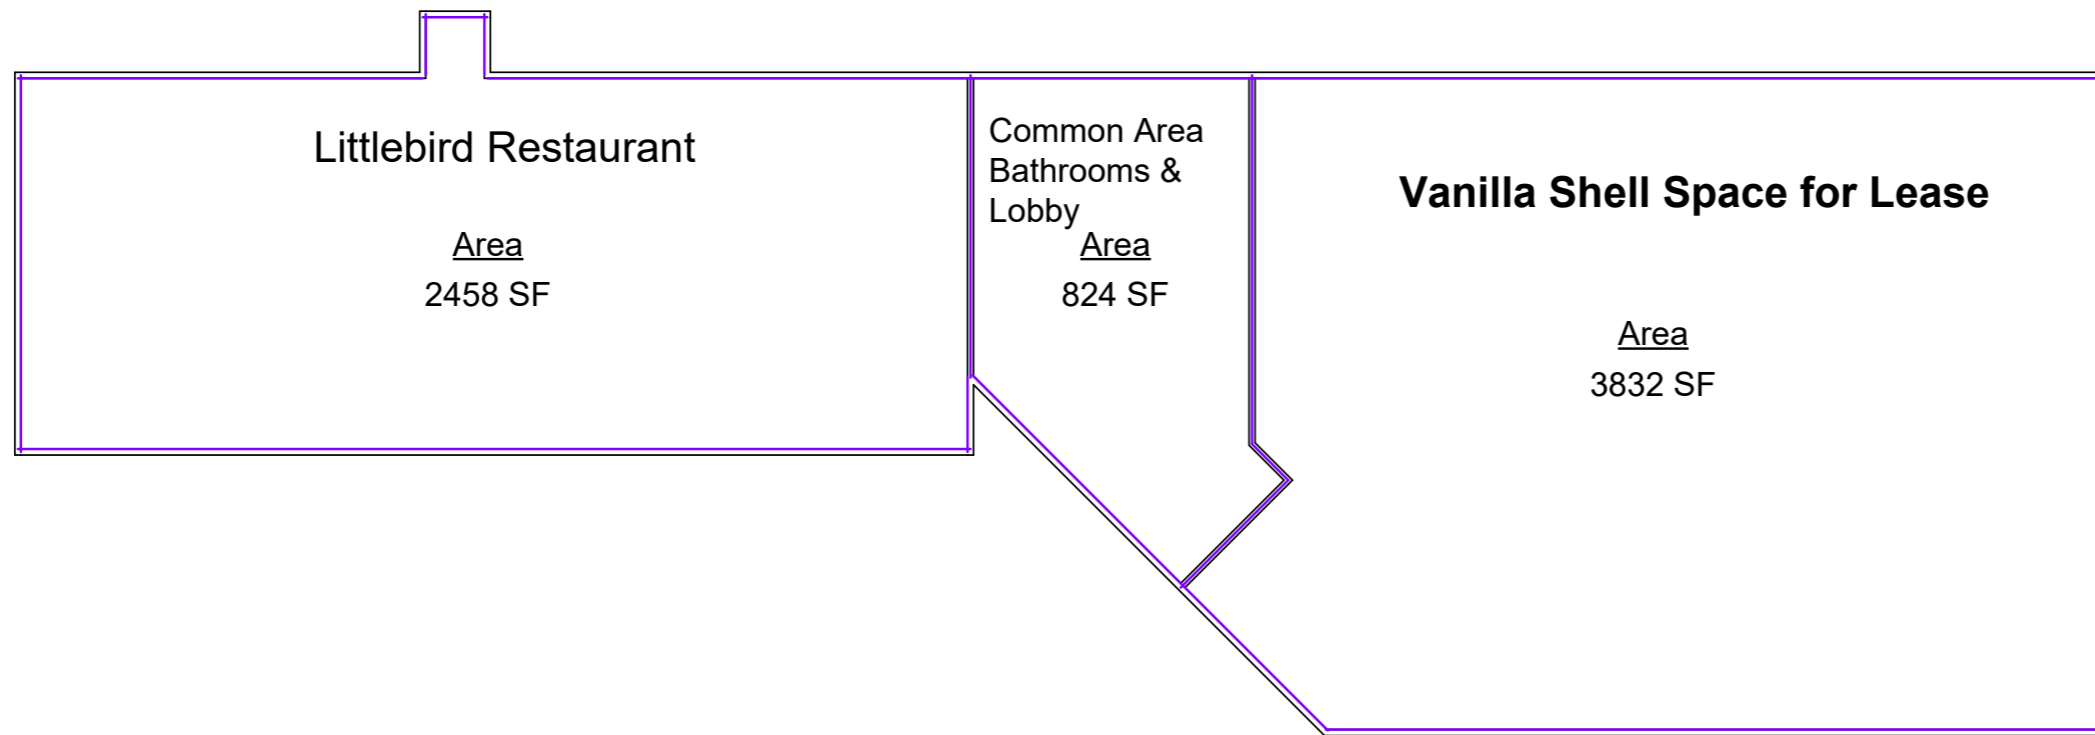 Littlebird Restaurant
Area
2458 SF
Common Area
Bathrooms &
Lobby
Area
824 SF
Vanilla Shell Space for Lease
Area
3832 SF